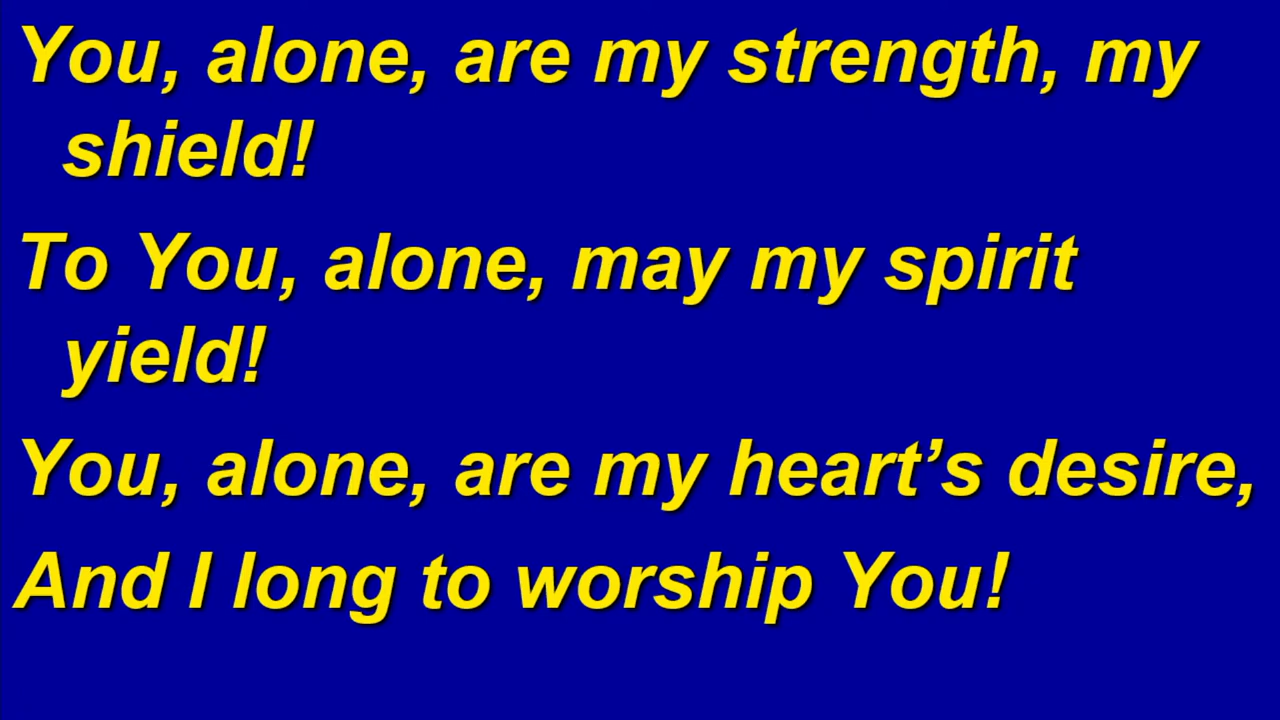 You, alone, are my strength, my
shield!
To You, alone, may my spirit
yield!
You, alone, are my heart’s desire,
And I long to worship You!